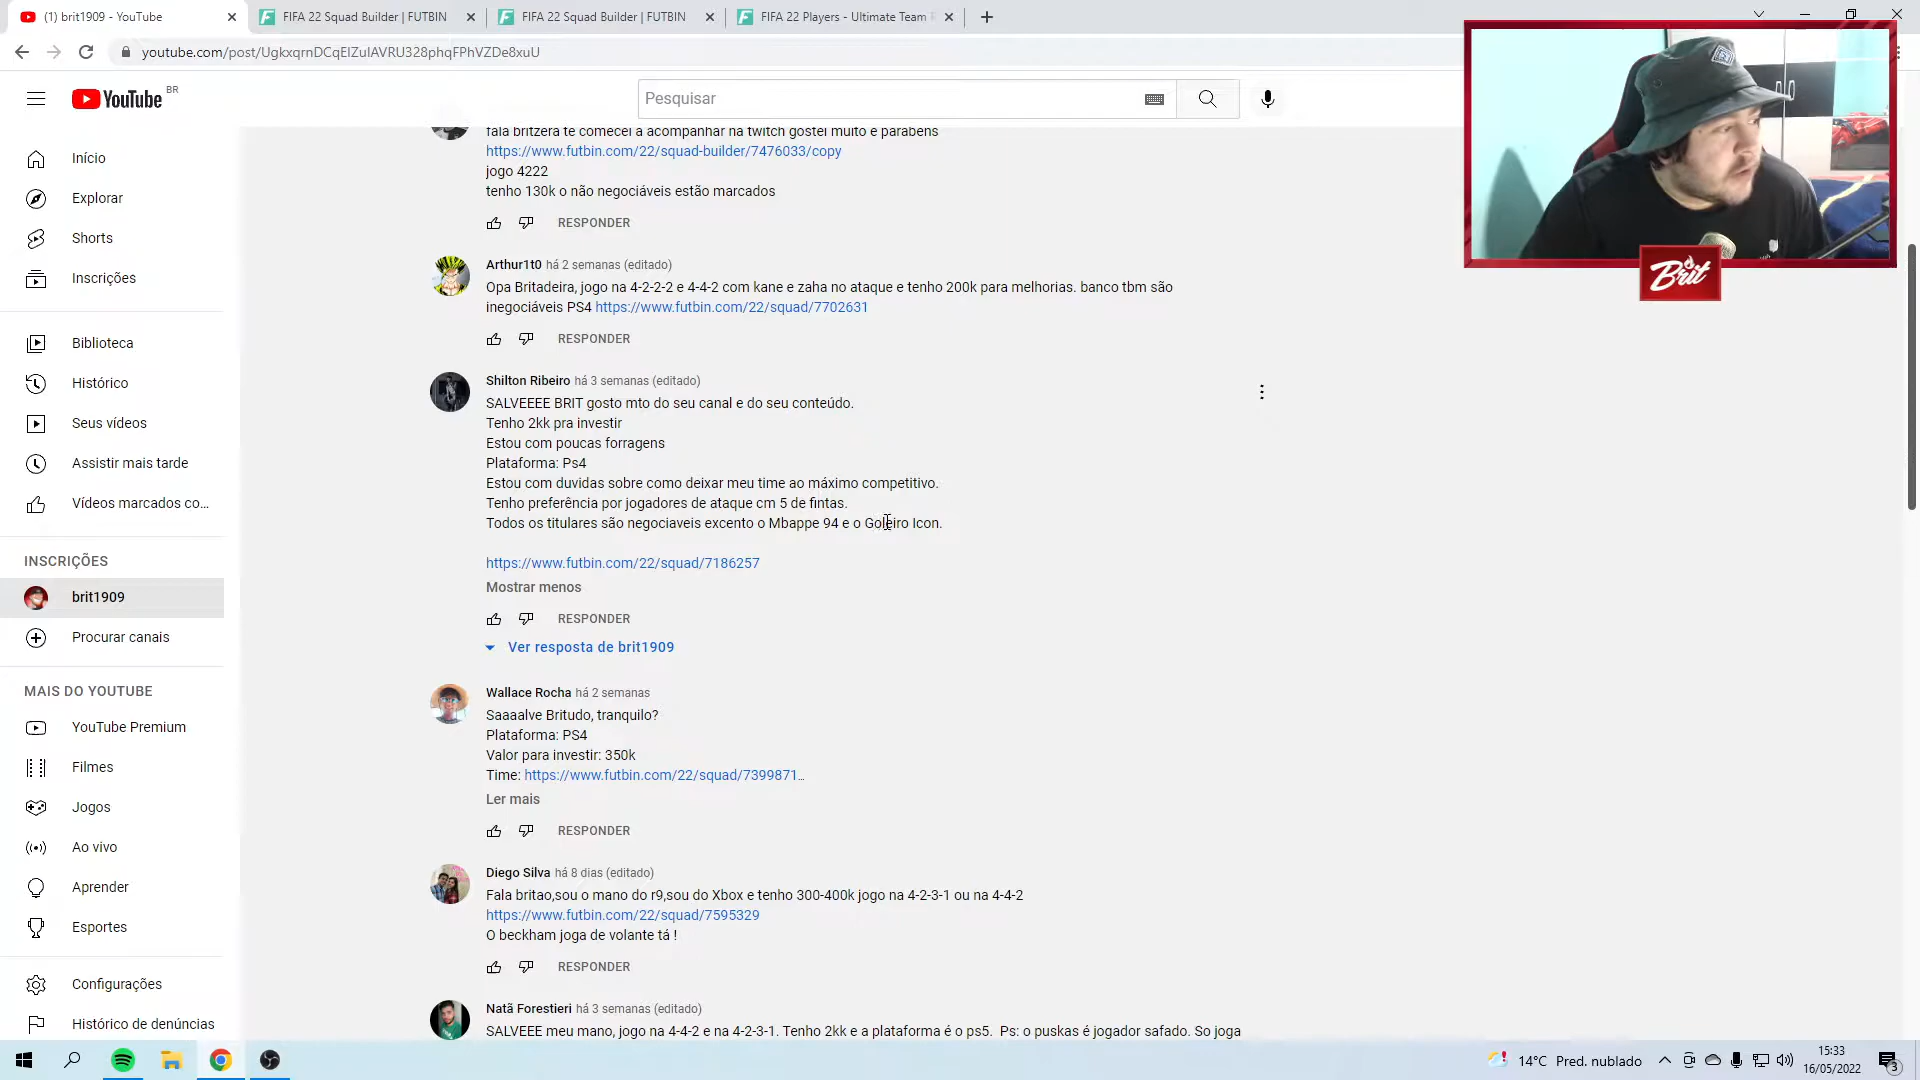 (1) brit1909 - YouTube
FIFA 22 Squad Builder | FUTBIN
FIFA 22 Squad Builder | FUTBIN
FIFA 22 Players - Ultimate Team
youtube.com/post/UgkxqrnDCqEIZulAVRU328phqFPhVZDe8xuU
YouTube
BR
Pesquisar
Início
Explorar
Shorts
Inscrições
Biblioteca
Histórico
Seus vídeos
Assistir mais tarde
Vídeos marcados co...
INSCRIÇÕES
brit1909
Procurar canais
MAIS DO YOUTUBE
YouTube Premium
Filmes
Jogos
Ao vivo
Aprender
Esportes
Configurações
Histórico de denúncias
fala britzera te comecei a acompanhar na twitch gostei muito e parabens
https://www.futbin.com/22/squad-builder/7476033/copy
jogo 4222
tenho 130k o não negociáveis estão marcados
RESPONDER
Arthur1t0 há 2 semanas (editado)
Opa Britadeira, jogo na 4-2-2-2 e 4-4-2 com kane e zaha no ataque e tenho 200k para melhorias. banco tbm são
inegociáveis PS4 https://www.futbin.com/22/squad/7702631
RESPONDER
Shilton Ribeiro há 3 semanas (editado)
SALVEEEE BRIT gosto mto do seu canal e do seu conteúdo.
Tenho 2kk pra investir
Estou com poucas forragens
Plataforma: Ps4
Estou com duvidas sobre como deixar meu time ao máximo competitivo.
Tenho preferência por jogadores de ataque cm 5 de fintas.
Todos os titulares são negociaveis excento o Mbappe 94 e o Goleiro Icon.
https://www.futbin.com/22/squad/7186257
Mostrar menos
RESPONDER
Ver resposta de brit1909
Wallace Rocha há 2 semanas
Saaaalve Britudo, tranquilo?
Plataforma: PS4
Valor para investir: 350k
Time: https://www.futbin.com/22/squad/7399871...
Ler mais
RESPONDER
Diego Silva há 8 dias (editado)
Fala britao,sou o mano do r9,sou do Xbox e tenho 300-400k jogo na 4-2-3-1 ou na 4-4-2
https://www.futbin.com/22/squad/7595329
O beckham joga de volante tá !
RESPONDER
Natã Forestieri há 3 semanas (editado)
SALVEEE meu mano, jogo na 4-4-2 e na 4-2-3-1. Tenho 2kk e a plataforma é o ps5. Ps: o puskas é jogador safado. So joga
Brit
14°C Pred. nublado
15:33
16/05/2022
3